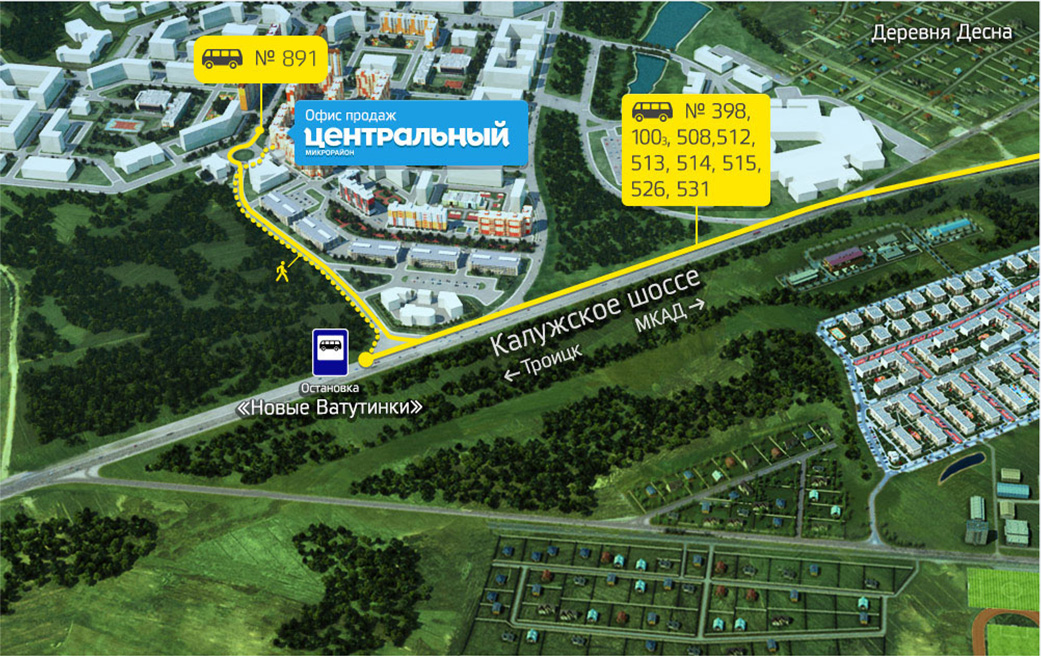 Деревня Десна
№ 891
Офис продаж
центральный
микрорайон
№ 398,
100э, 508,512,
513, 514, 515,
526, 531
Калужское шоссе
МКАД→
←Троицк
Остановка
«Новые Ватутинки»